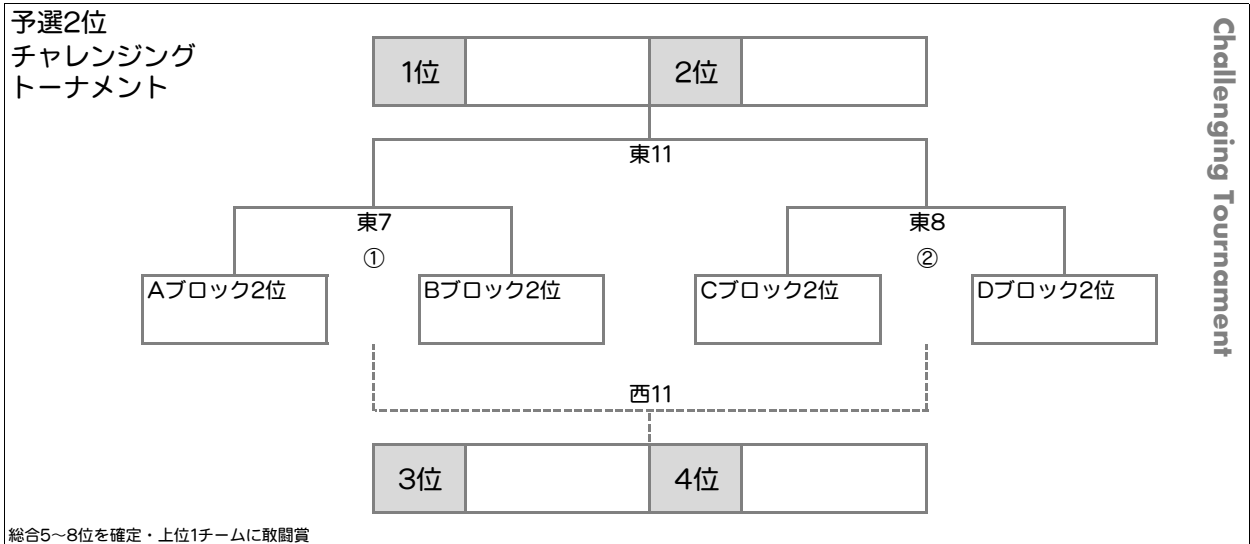 予選2位
チャレンジング
トーナメント
Challenging Tournament
1位
2位
東11
東7
東8
①
②
Aブロック2位
Bブロック2位
Cブロック2位
Dブロック2位
西11
3位
4位
総合5～8位を確定・上位1チームに敢闘賞